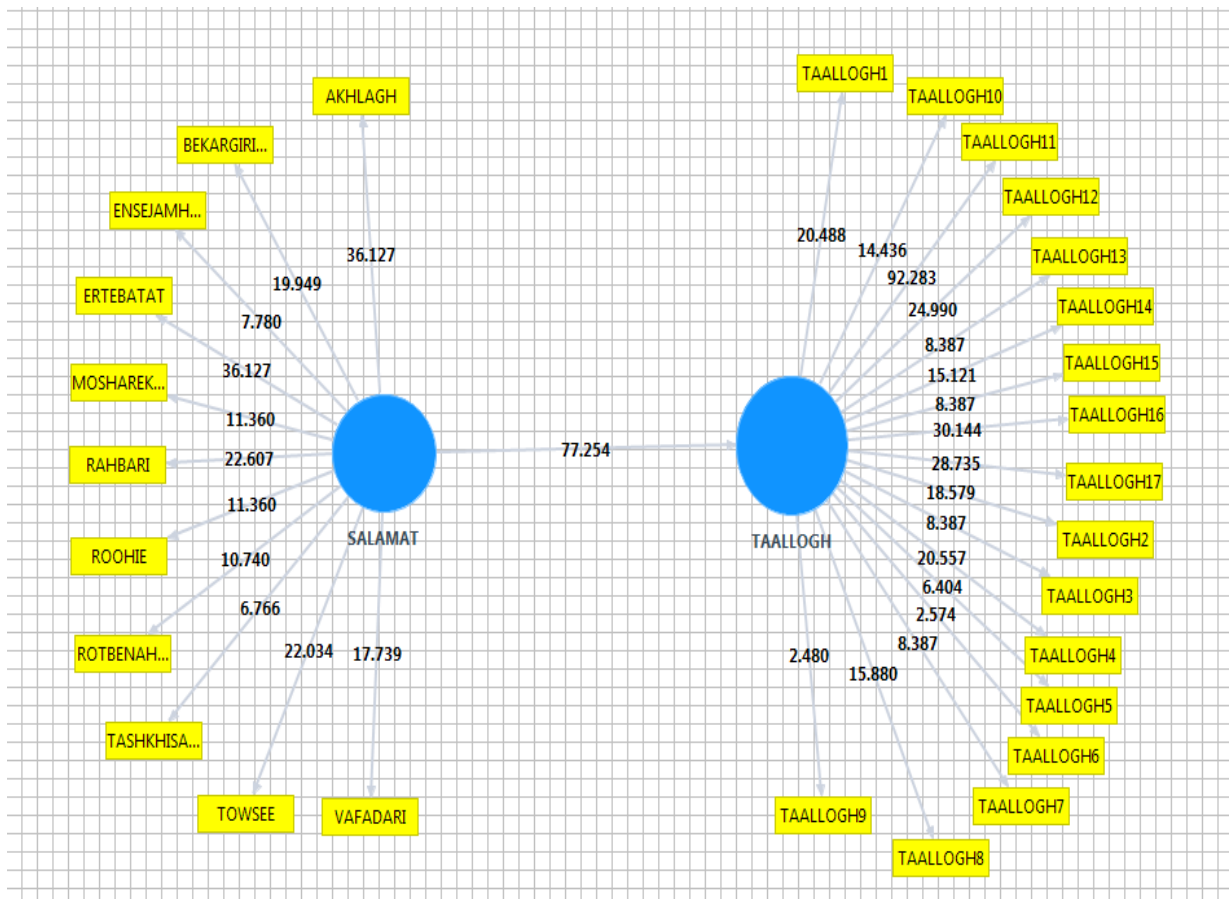 TAALLOGH1
AKHLAGH
TAALLOGH10
BEKARGIRI...
TAALLOGH11
ENSEJAMH...
TAALLOGH12
20.488
14.436
36.127
TAALLOGH13
92.283
19.949
ERTEBATAT
TAALLOGH14
24.990
7.780
8.387
TAALLOGH15
36.127
15.121
MOSHAREK...
8.387
TAALLOGH16
11.360
30.144
77.254
RAHBARI
22.607
28.735
TAALLOGH17
18.579
11.360
8.387
SALAMAT
TAALLOGH
TAALLOGH2
ROOHIE
10.740
20.557
6.404
TAALLOGH3
6.766
2.574
8.387
ROTBENAH...
22.034
17.739
2.480
TAALLOGH4
15.880
TAALLOGH5
TASHKHISA...
TAALLOGH6
TAALLOGH7
TOWSEE
VAFADARI
TAALLOGH9
TAALLOGH8